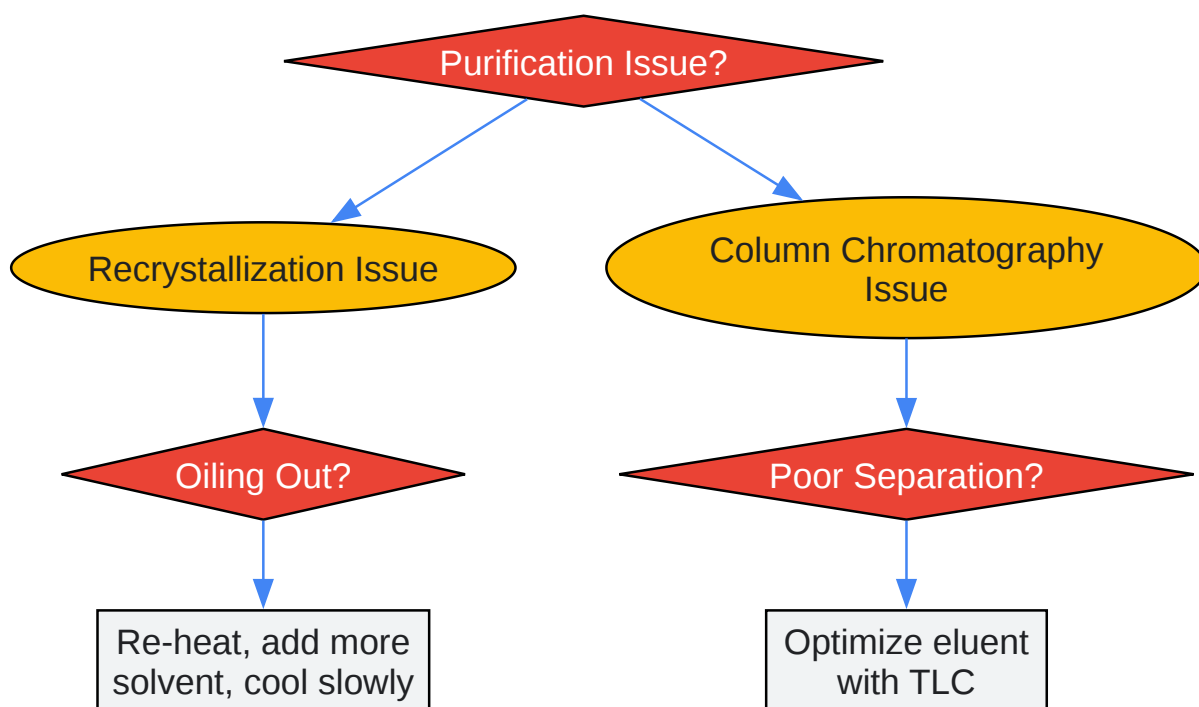 Purification Issue?
Recrystallization Issue
Column Chromatography
Issue
Oiling Out?
Poor Separation?
Re-heat, add more
solvent, cool slowly
Optimize eluent
with TLC